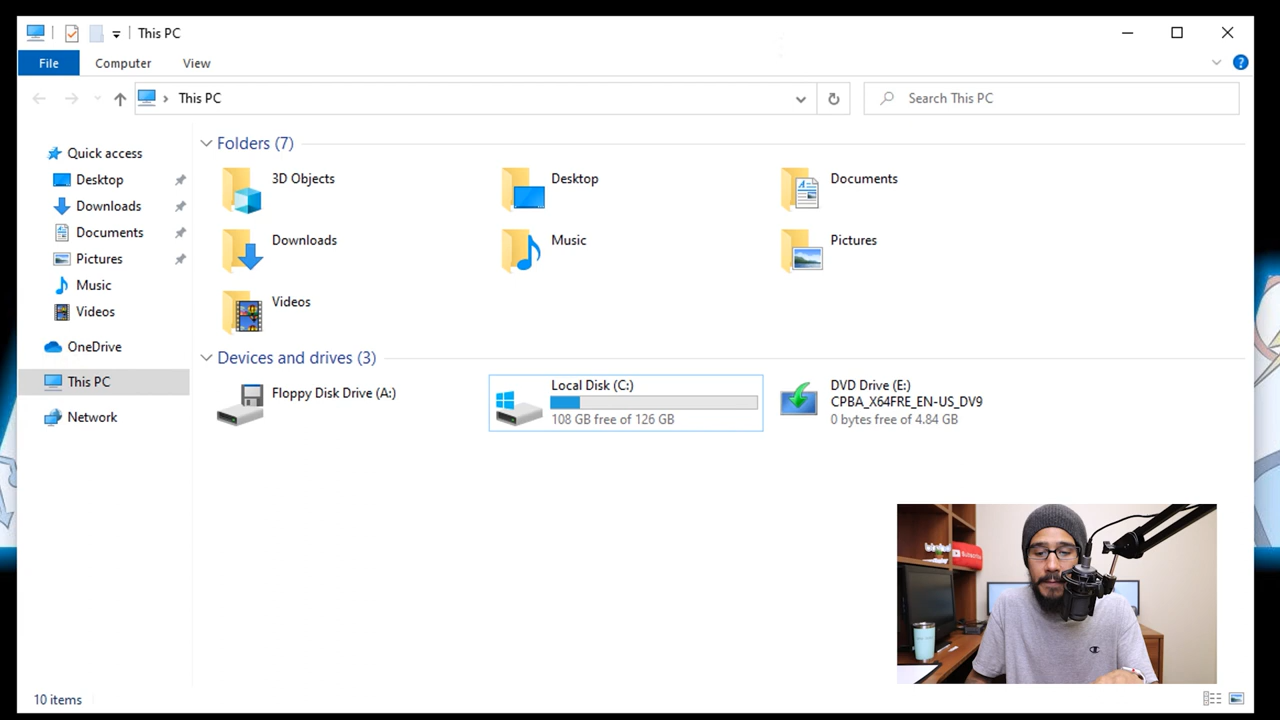 This PC
File
Computer
View
This PC
Search This PC
Quick access
Desktop
Downloads
Documents
Pictures
Music
Videos
OneDrive
This PC
Network
Folders (7)
3D Objects
Desktop
Documents
Downloads
Music
Pictures
Videos
Devices and drives (3)
Floppy Disk Drive (A:)
Local Disk (C:)
108 GB free of 126 GB
DVD Drive (E:)
CPBA_X64FRE_EN-US_DV9
0 bytes free of 4.84 GB
Subscribe
10 items